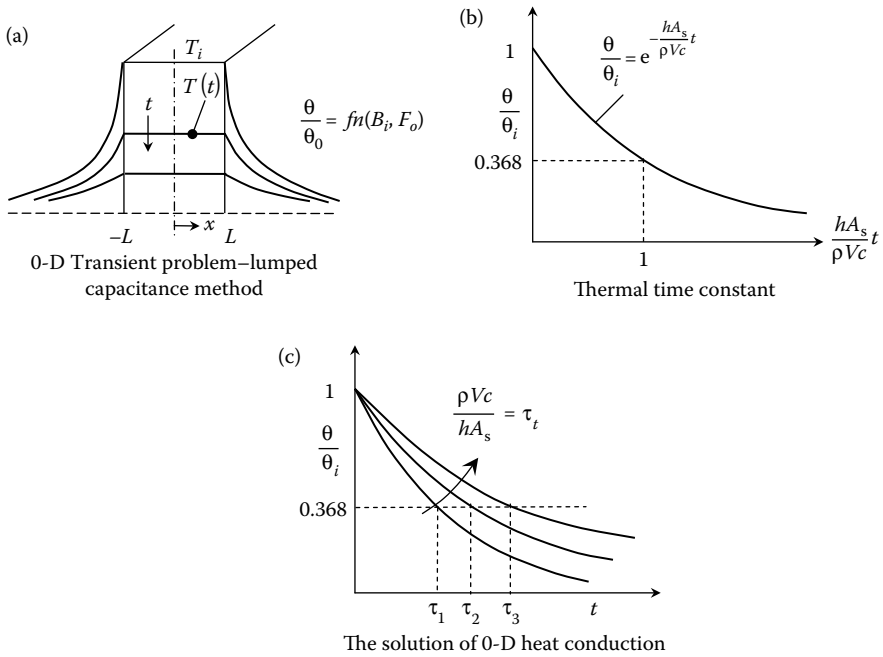 (a)
T_i
T(t)
t
θ/θ_0 = fn(B_i, F_o)
x
–L
L
0-D Transient problem–lumped
capacitance method
(b)
1
θ/θ_i = e^{-\frac{hA_s}{ρVc}t}
θ/θ_i
0.368
1
hA_s/ρVc t
Thermal time constant
(c)
1
ρVc/hA_s = τ_t
θ/θ_i
0.368
τ_1 τ_2 τ_3 t
The solution of 0-D heat conduction